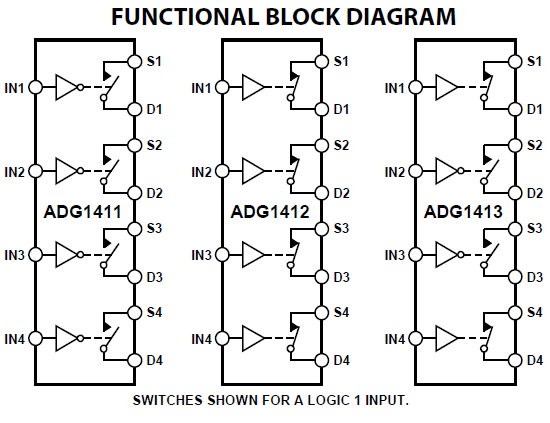 FUNCTIONAL BLOCK DIAGRAM
S1
IN1
D1
S2
IN2
D2
ADG1411
S3
IN3
D3
S4
IN4
D4
S1
IN1
D1
S2
IN2
D2
ADG1412
S3
IN3
D3
S4
IN4
D4
S1
IN1
D1
S2
IN2
D2
ADG1413
S3
IN3
D3
S4
IN4
D4
SWITCHES SHOWN FOR A LOGIC 1 INPUT.